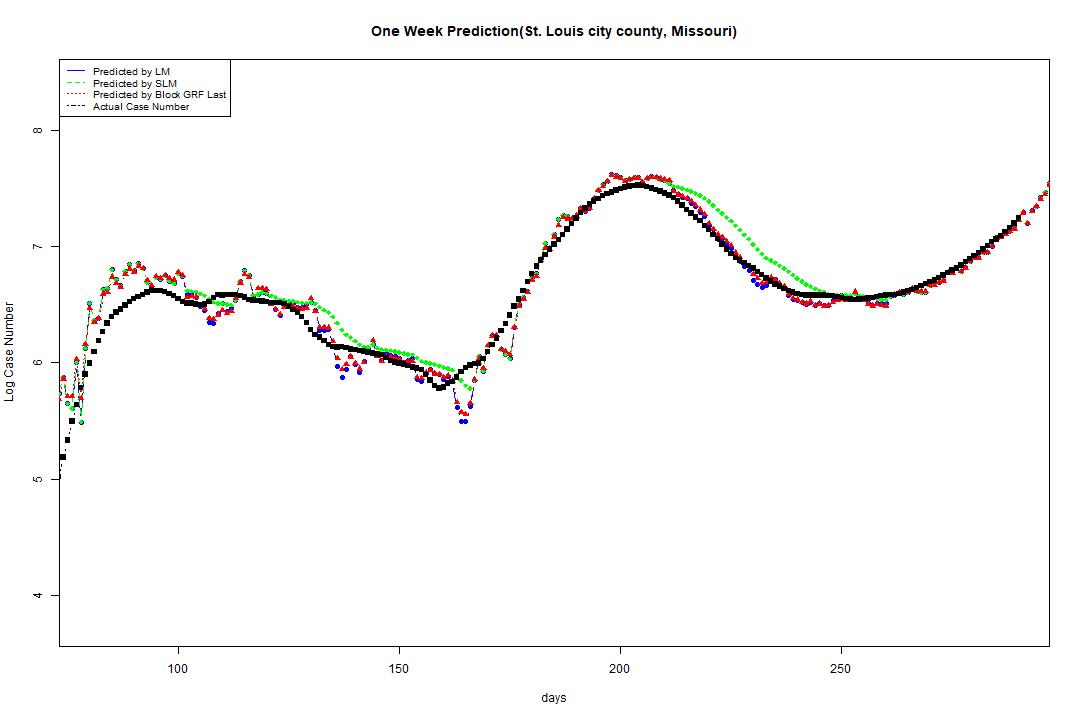 One Week Prediction(St. Louis city county, Missouri)
Predicted by LM
Predicted by SLM
Predicted by Block GRF Last
Actual Case Number
8
7
6
5
4
Log Case Number
100 150 200 250
days